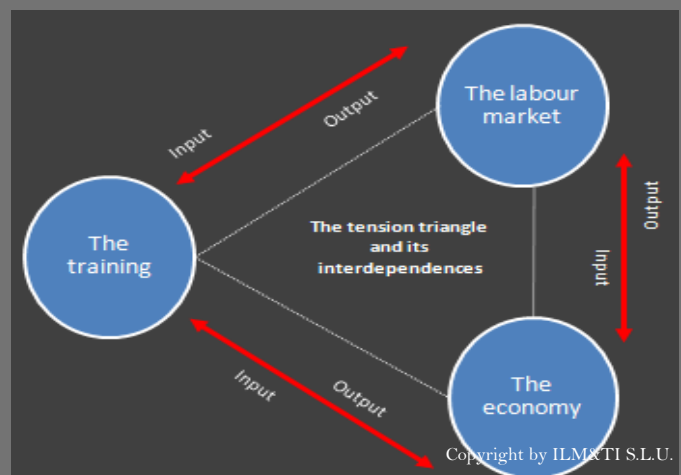 The labour
market
Input
Output
The
training
The tension triangle
and its
interdependences
Output
Input
Input
Output
The
economy
Copyright by ILM&TI S.L.U.